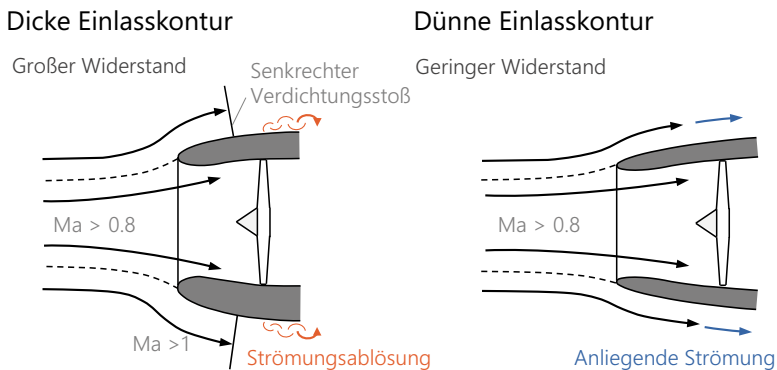 Dicke Einlasskontur
Großer Widerstand
Senkrechter
Verdichtungsstoß
Ma > 0.8
Ma >1
Strömungsablösung
Dünne Einlasskontur
Geringer Widerstand
Ma > 0.8
Anliegende Strömung